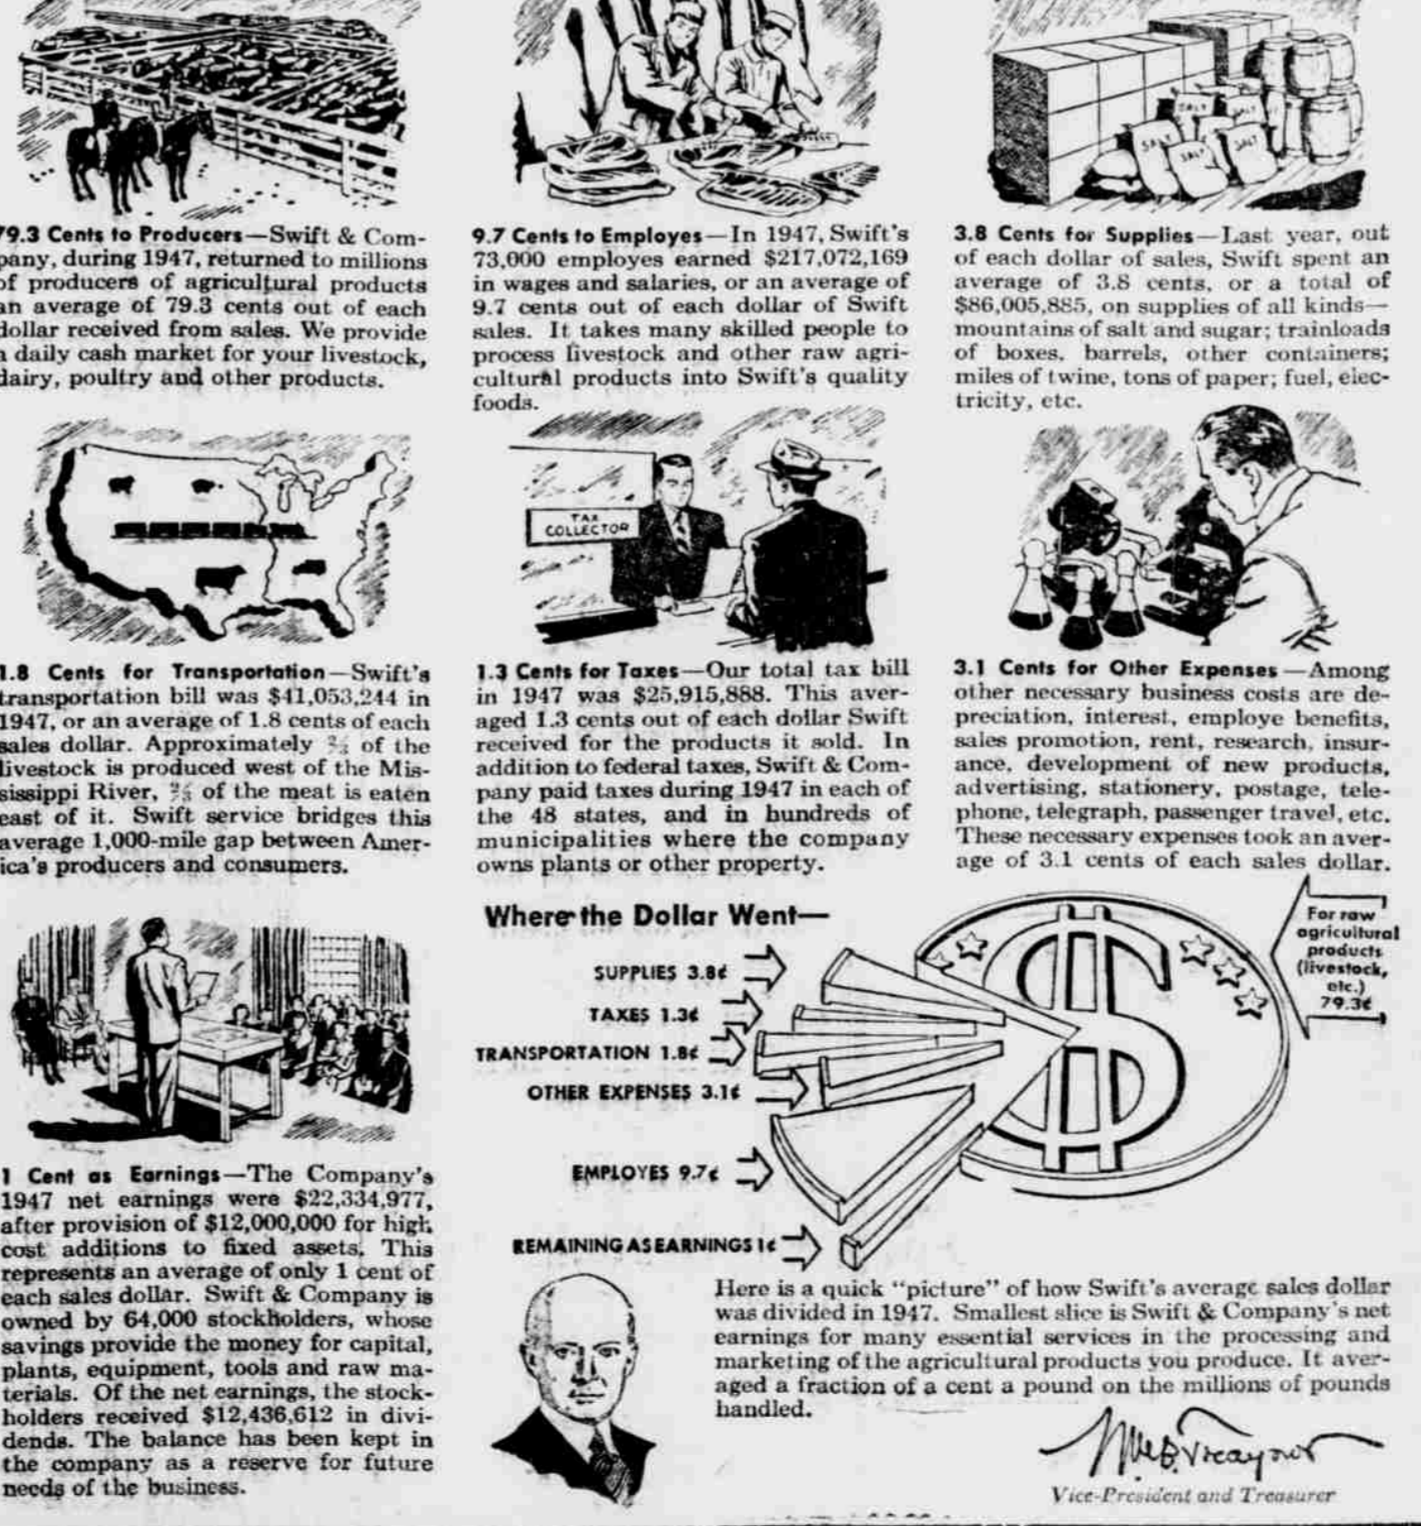 SALT
SALT
SALT
SALT
SALT
79.3 Cents to Producers—Swift & Com-
pany, during 1947, returned to millions
of producers of agricultural products
an average of 79.3 cents out of each
dollar received from sales. We provide
a daily cash market for your livestock,
dairy, poultry and other products.
9.7 Cents to Employes—In 1947, Swift's
73,000 employes earned $217,072,169
in wages and salaries, or an average of
9.7 cents out of each dollar of Swift
sales. It takes many skilled people to
process livestock and other raw agri-
cultural products into Swift's quality
foods.
3.8 Cents for Supplies—Last year, out
of each dollar of sales, Swift spent an
average of 3.8 cents, or a total of
$86,005,885, on supplies of all kinds—
mountains of salt and sugar; trainloads
of boxes, barrels, other containers;
miles of twine, tons of paper; fuel, elec-
tricity, etc.
TAX
COLLECTOR
1.8 Cents for Transportation—Swift's
transportation bill was $41,053,244 in
1947, or an average of 1.8 cents of each
sales dollar. Approximately ⅔ of the
livestock is produced west of the Mis-
sissippi River, ⅔ of the meat is eaten
east of it. Swift service bridges this
average 1,000-mile gap between Amer-
ica's producers and consumers.
1.3 Cents for Taxes—Our total tax bill
in 1947 was $25,915,888. This aver-
aged 1.3 cents out of each dollar Swift
received for the products it sold. In
addition to federal taxes, Swift & Com-
pany paid taxes during 1947 in each of
the 48 states, and in hundreds of
municipalities where the company
owns plants or other property.
3.1 Cents for Other Expenses—Among
other necessary business costs are de-
preciation, interest, employe benefits,
sales promotion, rent, research, insur-
ance, development of new products,
advertising, stationery, postage, tele-
phone, telegraph, passenger travel, etc.
These necessary expenses took an aver-
age of 3.1 cents of each sales dollar.
1 Cent as Earnings—The Company's
1947 net earnings were $22,334,977,
after provision of $12,000,000 for high
cost additions to fixed assets. This
represents an average of only 1 cent of
each sales dollar. Swift & Company is
owned by 64,000 stockholders, whose
savings provide the money for capital,
plants, equipment, tools and raw ma-
terials. Of the net earnings, the stock-
holders received $12,436,612 in divi-
dends. The balance has been kept in
the company as a reserve for future
needs of the business.
Where the Dollar Went—
SUPPLIES 3.8¢
TAXES 1.3¢
TRANSPORTATION 1.8¢
OTHER EXPENSES 3.1¢
EMPLOYES 9.7¢
REMAINING AS EARNINGS 1¢
$
For raw
agricultural
products
(livestock,
etc.)
79.3¢
Here is a quick "picture" of how Swift's average sales dollar
was divided in 1947. Smallest slice is Swift & Company's net
earnings for many essential services in the processing and
marketing of the agricultural products you produce. It aver-
aged a fraction of a cent a pound on the millions of pounds
handled.
Vice-President and Treasurer